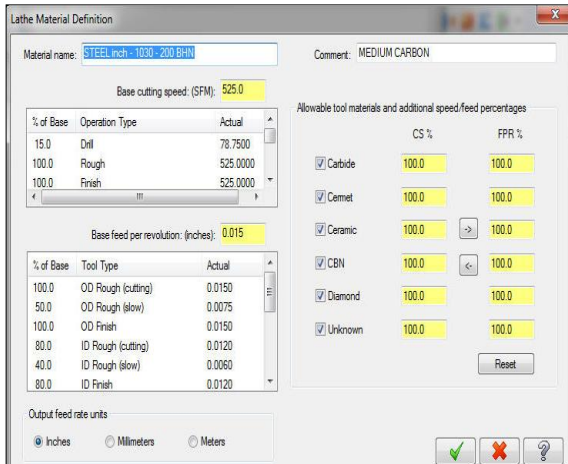 Lathe Material Definition
Material name: STEEL inch - 1030 - 200 BHN
Comment: MEDIUM CARBON
Base cutting speed: (SFM): 525.0
% of Base Operation Type Actual
15.0 Drill 78.7500
100.0 Rough 525.0000
100.0 Finish 525.0000
Base feed per revolution: (inches): 0.015
% of Base Tool Type Actual
100.0 OD Rough (cutting) 0.0150
50.0 OD Rough (slow) 0.0075
100.0 OD Finish 0.0150
80.0 ID Rough (cutting) 0.0120
40.0 ID Rough (slow) 0.0060
80.0 ID Finish 0.0120
Output feed rate units
Inches Millimeters Meters
Allowable tool materials and additional speed/feed percentages
CS % FPR %
Carbide 100.0 100.0
Cermet 100.0 100.0
Ceramic 100.0 -> 100.0
CBN 100.0 <- 100.0
Diamond 100.0 100.0
Unknown 100.0 100.0
Reset